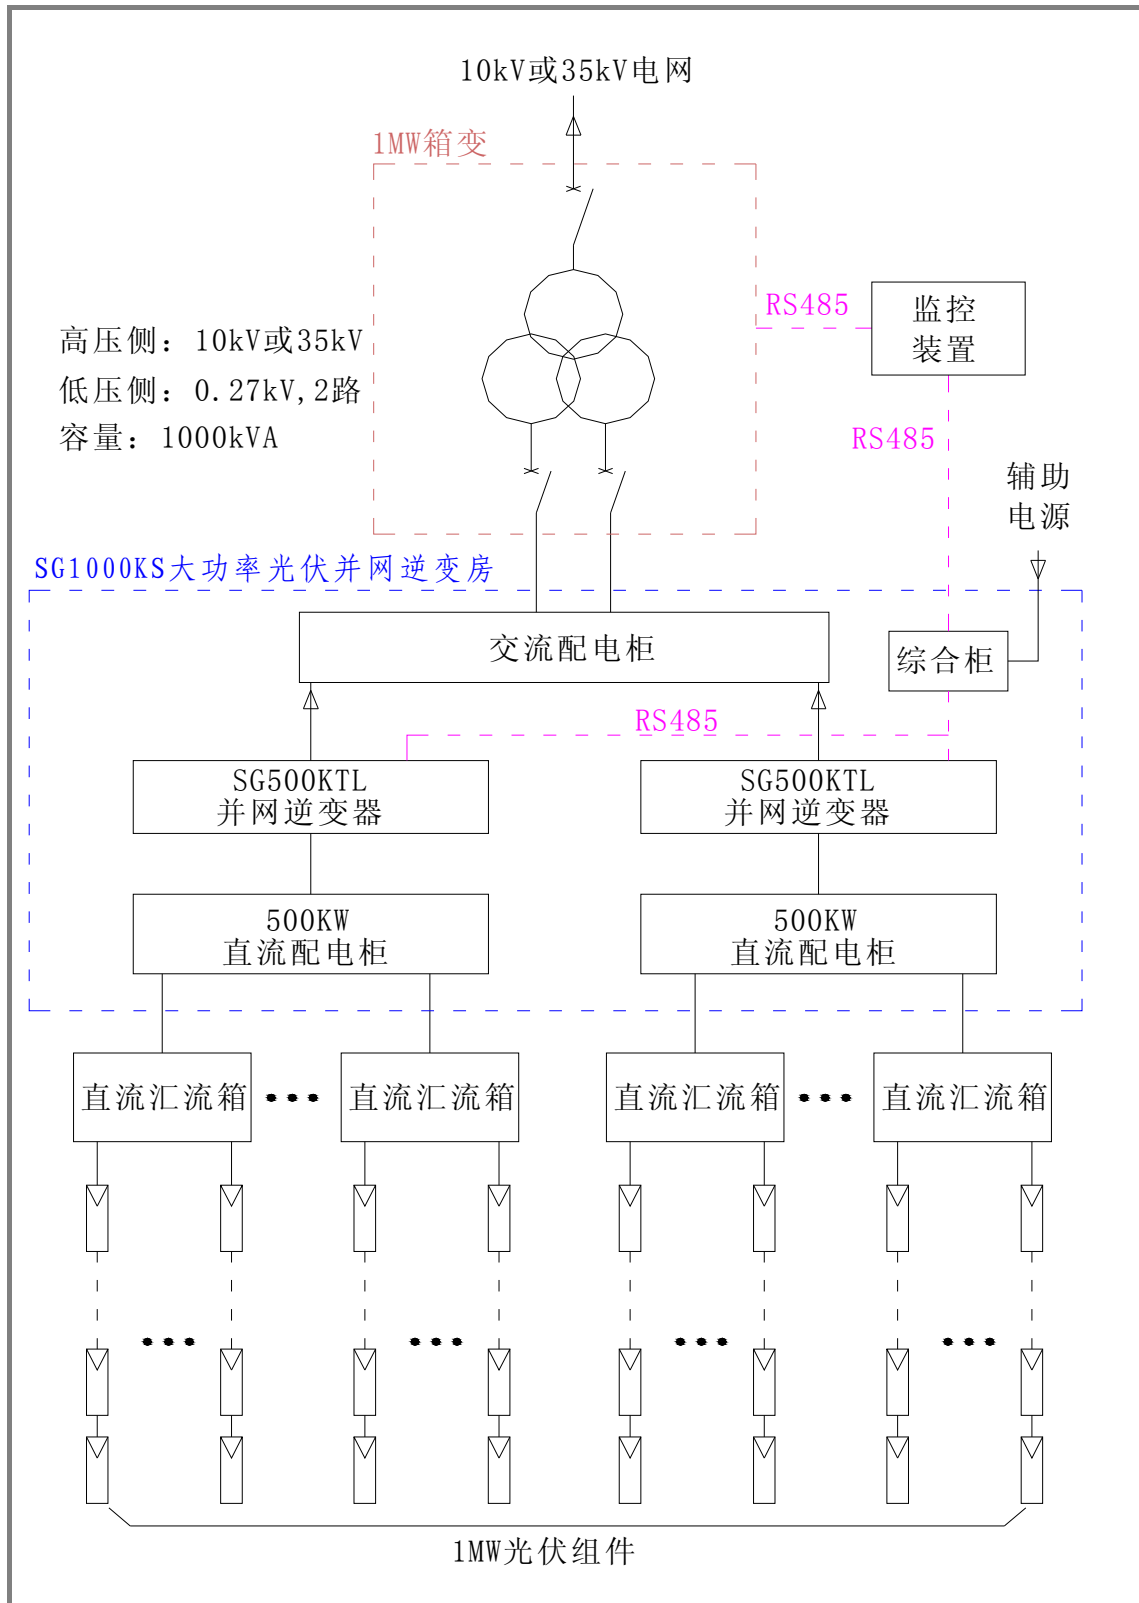 10kV或35kV电网
1MW箱变
RS485
监控
装置
高压侧：10kV或35kV
低压侧：0.27kV,2路
容量：1000kVA
RS485
辅助
电源
SG1000KS大功率光伏并网逆变房
交流配电柜
综合柜
RS485
SG500KTL
并网逆变器
SG500KTL
并网逆变器
500KW
直流配电柜
500KW
直流配电柜
直流汇流箱
直流汇流箱
直流汇流箱
直流汇流箱
1MW光伏组件